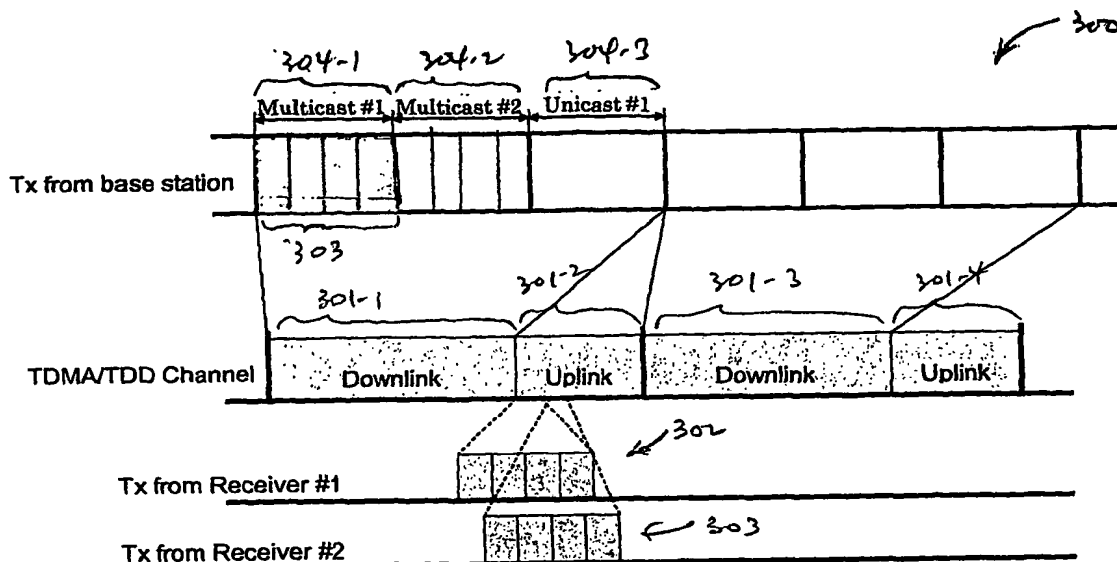 300
304-1 304-2 304-3
Multicast #1 Multicast #2 Unicast #1
Tx from base station
303
301-1 301-2 301-3 301-4
TDMA/TDD Channel Downlink Uplink Downlink Uplink
302
Tx from Receiver #1
303
Tx from Receiver #2